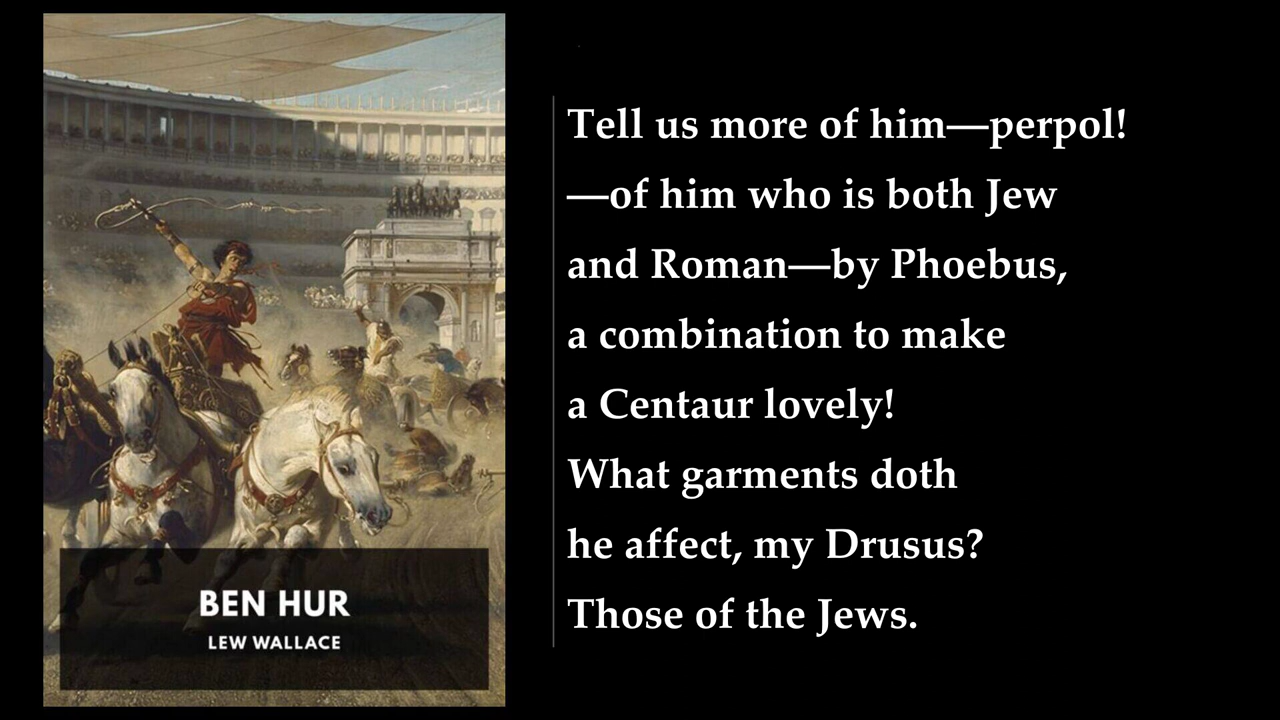 BEN HUR
LEW WALLACE
Tell us more of him—perpol!
—of him who is both Jew
and Roman—by Phoebus,
a combination to make
a Centaur lovely!
What garments doth
he affect, my Drusus?
Those of the Jews.